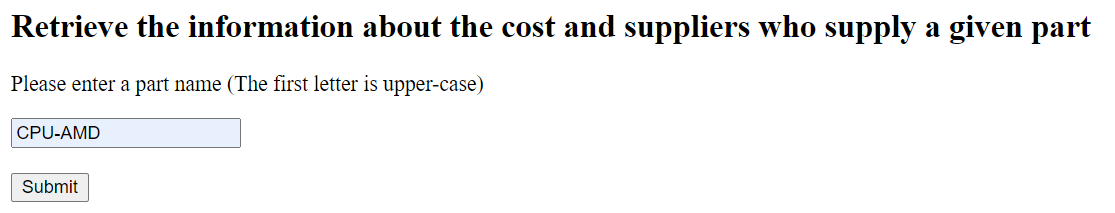 Retrieve the information about the cost and suppliers who supply a given part
Please enter a part name (The first letter is upper-case)
CPU-AMD
Submit